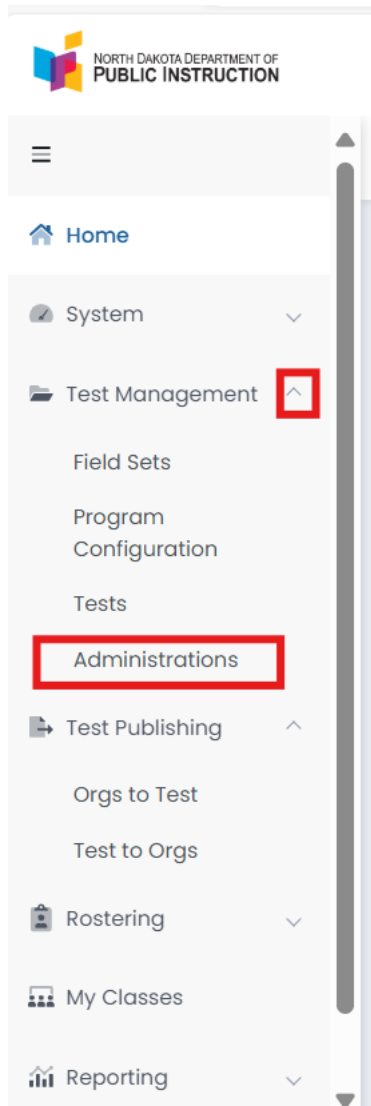 NORTH DAKOTA DEPARTMENT OF
PUBLIC INSTRUCTION
Home
System
Test Management
Field Sets
Program
Configuration
Tests
Administrations
Test Publishing
Orgs to Test
Test to Orgs
Rostering
My Classes
Reporting